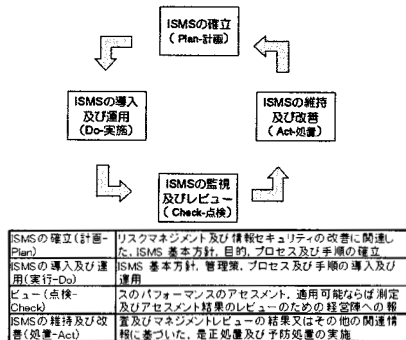 ISMSの確立
( Plan-計画)
ISMSの導入
及び運用
(Do-実施)
ISMSの維持
及び改善
(Act-処置)
ISMSの監視
及びレビュー
(Check-点検)
ISMSの確立(計画- リスクマネジメント及び情報セキュリティの改善に関連し
Plan) た、ISMS 基本方針、目的、プロセス及び手順の確立
ISMSの導入及び運 ISMS 基本方針、管理策、プロセス及び手順の導入及び
用(実行-Do) 運用
ビュー(点検- スのパフォーマンスのアセスメント、適用可能ならば測定
Check) 及びアセスメント結果のレビューのための経営陣への報
ISMSの維持及び改 査及びマネジメントレビューの結果又はその他の関連情
善(処置-Act) 報に基づいた、是正処置及び予防処置の実施